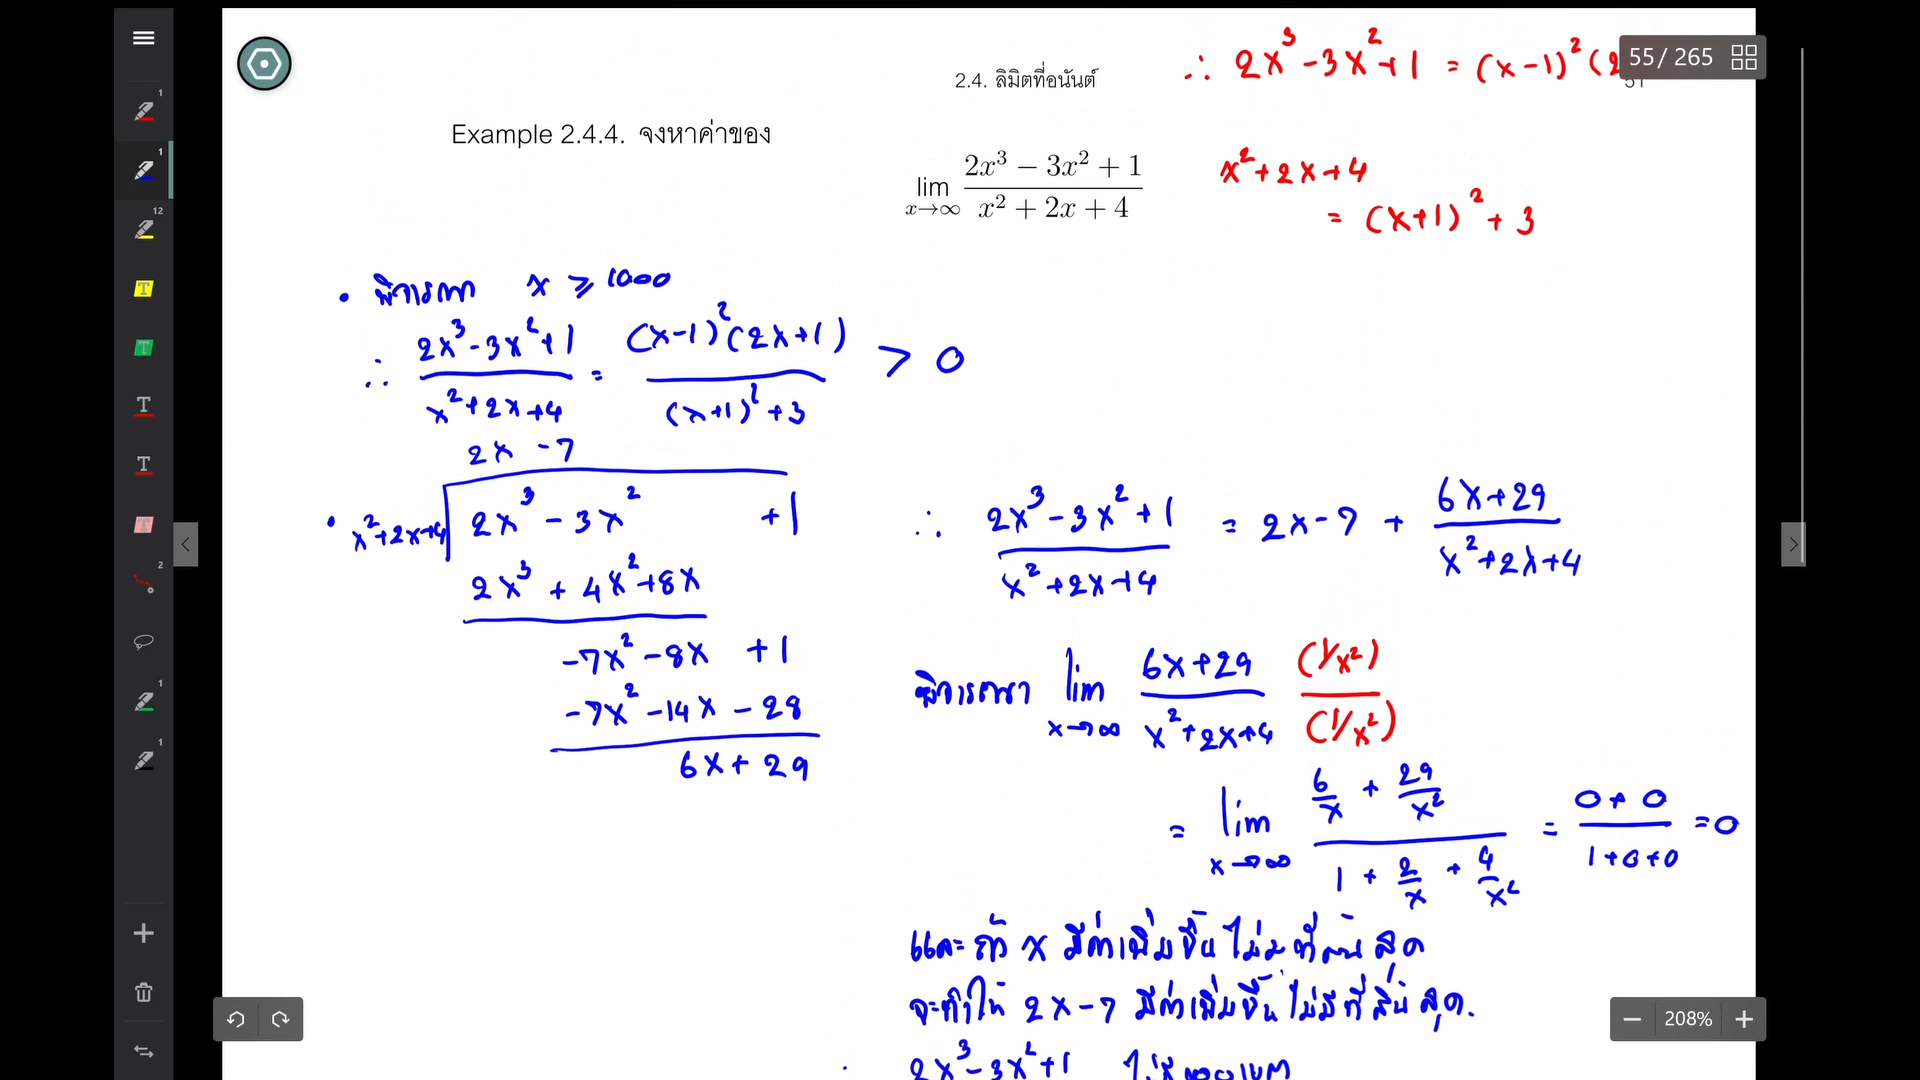 55 / 265
2.4. ลิมิตที่อนันต์
∴ 2x³ - 3x² + 1 = (x-1)² (2
Example 2.4.4. จงหาค่าของ
lim x→∞ (2x³ − 3x² + 1)/(x² + 2x + 4)
x² + 2x + 4
= (x+1)² + 3
• พิจารณา x ≥ 1000
∴ (2x³ - 3x² + 1)/(x² + 2x + 4) = ((x-1)² (2x+1))/((x+1)² + 3) > 0
2x - 7
• x² + 2x + 4 2x³ - 3x² + 1
2x³ + 4x² + 8x
-7x² - 8x + 1
-7x² - 14x - 28
6x + 29
∴ (2x³ - 3x² + 1)/(x² + 2x + 4) = 2x - 7 + (6x + 29)/(x² + 2x + 4)
พิจารณา lim x→∞ (6x + 29)/(x² + 2x + 4) (1/x²)/(1/x²)
= lim x→∞ (6/x + 29/x²)/(1 + 2/x + 4/x²) = (0 + 0)/(1 + 0 + 0) = 0
และ ถ้า x มีค่าเพิ่มขึ้น ไม่มีที่สิ้นสุด
จะทำให้ 2x - 7 มีค่าเพิ่มขึ้น ไม่มีที่สิ้นสุด.
2x³ - 3x² + 1
208%